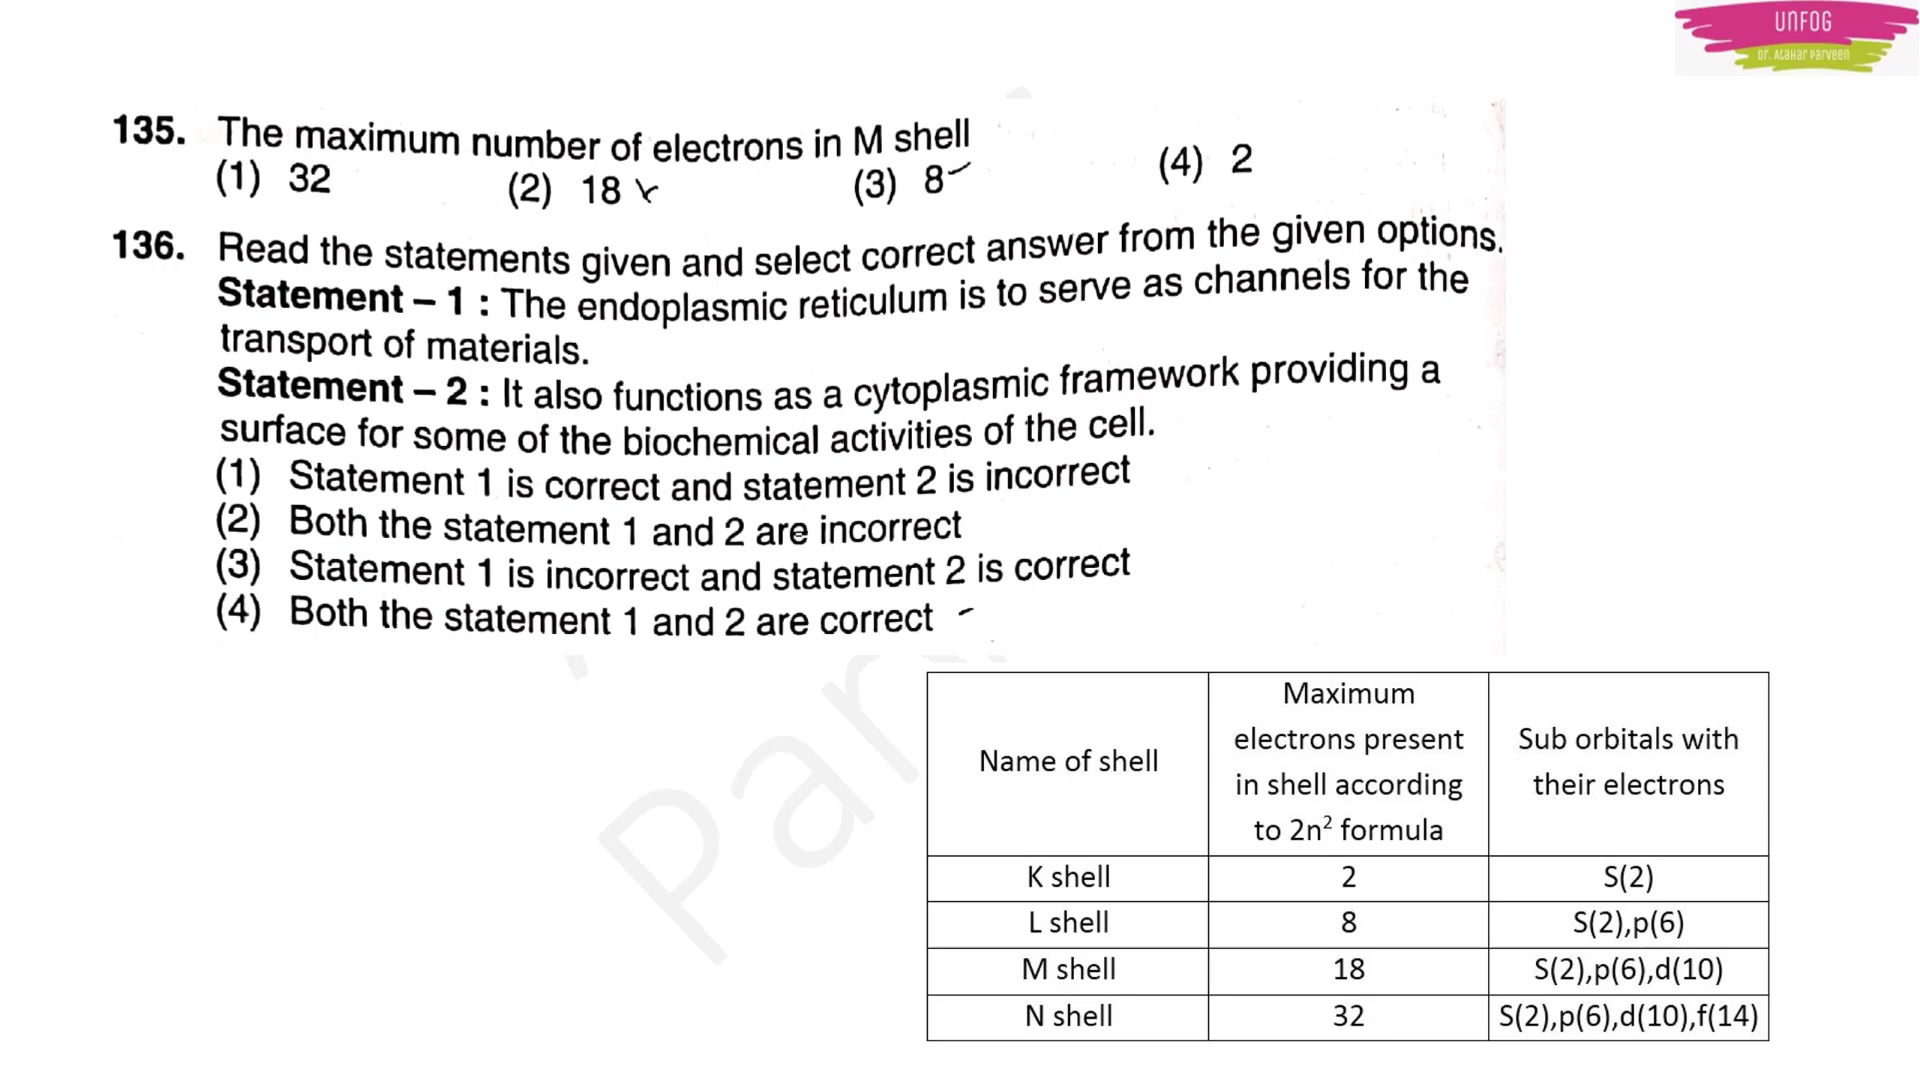 UNFOG
Dr. Atahar Parveen
135. The maximum number of electrons in M shell
(1) 32 (2) 18 (3) 8 (4) 2
136. Read the statements given and select correct answer from the given options.
Statement – 1 : The endoplasmic reticulum is to serve as channels for the
transport of materials.
Statement – 2 : It also functions as a cytoplasmic framework providing a
surface for some of the biochemical activities of the cell.
(1) Statement 1 is correct and statement 2 is incorrect
(2) Both the statement 1 and 2 are incorrect
(3) Statement 1 is incorrect and statement 2 is correct
(4) Both the statement 1 and 2 are correct
Name of shell
Maximum
electrons present
in shell according
to 2n² formula
Sub orbitals with
their electrons
K shell 2 S(2)
L shell 8 S(2),p(6)
M shell 18 S(2),p(6),d(10)
N shell 32 S(2),p(6),d(10),f(14)